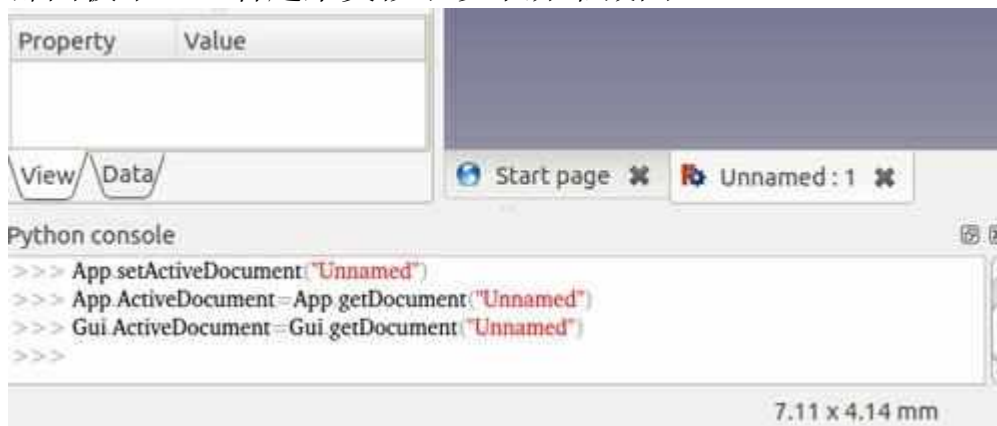 Property Value
View Data
Start page Unnamed : 1
Python console
>>> App.setActiveDocument("Unnamed")
>>> App.ActiveDocument=App.getDocument("Unnamed")
>>> Gui.ActiveDocument=Gui.getDocument("Unnamed")
>>>
7.11 x 4.14 mm